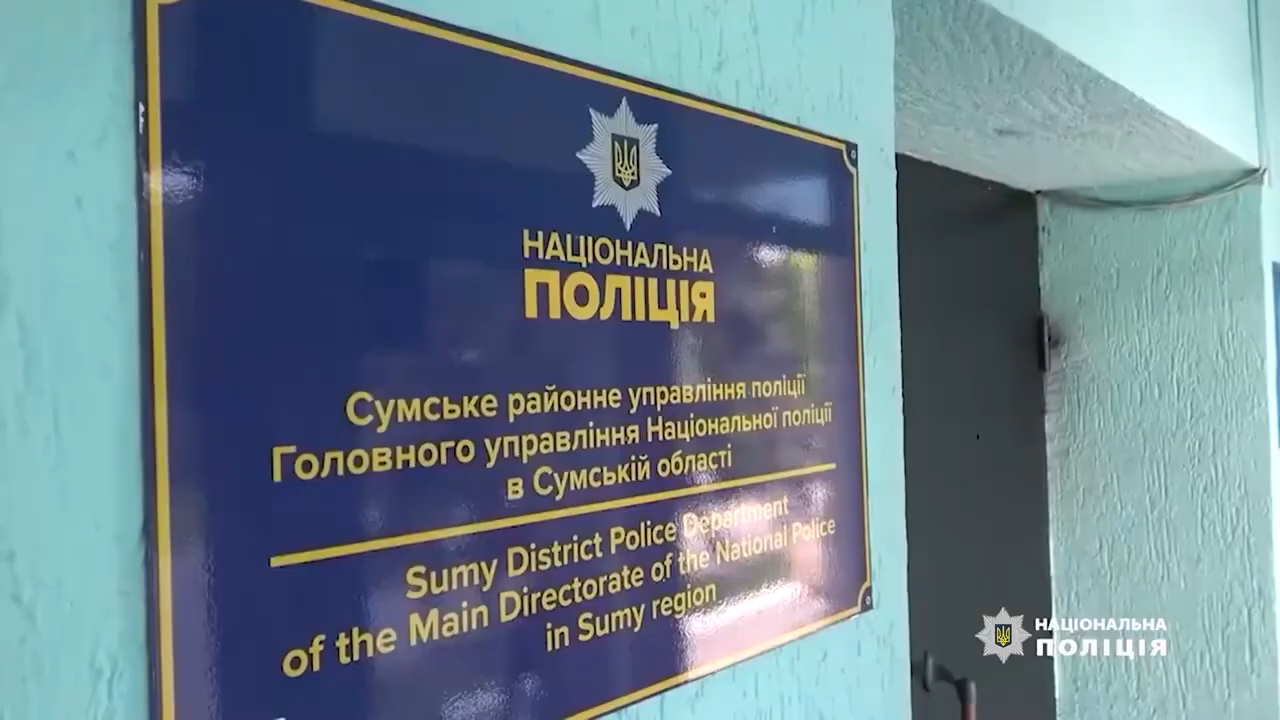 НАЦІОНАЛЬНА
ПОЛІЦІЯ
Сумське районне управління поліції
Головного управління Національної поліції
в Сумській області
Sumy District Police Department
of the Main Directorate of the National Police
in Sumy region
НАЦІОНАЛЬНА
ПОЛІЦІЯ